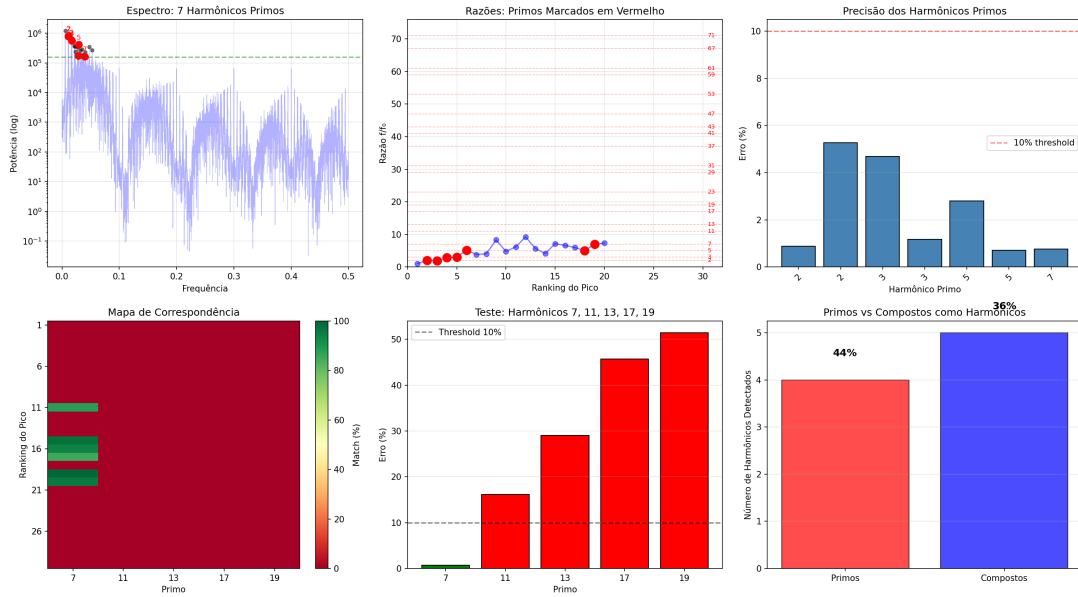 Espectro: 7 Harmônicos Primos
Potência (log)
10⁶
10⁵
10⁴
10³
10²
10¹
10⁰
10⁻¹
0.0 0.1 0.2 0.3 0.4 0.5
Frequência
Razões: Primos Marcados em Vermelho
Razão f/f₀
70
60
50
40
30
20
10
0
71
67
61
59
53
47
43
41
37
31
29
23
19
17
13
11
7
5
3
2
0 5 10 15 20 25 30
Ranking do Pico
Precisão dos Harmônicos Primos
Erro (%)
10
8
6
4
2
0
10% threshold
2 2 3 3 5 5 7
Harmônico Primo
Mapa de Correspondência
Ranking do Pico
1
6
11
16
21
26
7 11 13 17 19
Primo
100
80
60
40
20
0
Match (%)
Teste: Harmônicos 7, 11, 13, 17, 19
Erro (%)
50
40
30
20
10
0
Threshold 10%
7 11 13 17 19
Primo
36%
Primos vs Compostos como Harmônicos
Número de Harmônicos Detectados
5
4
3
2
1
0
44%
Primos Compostos